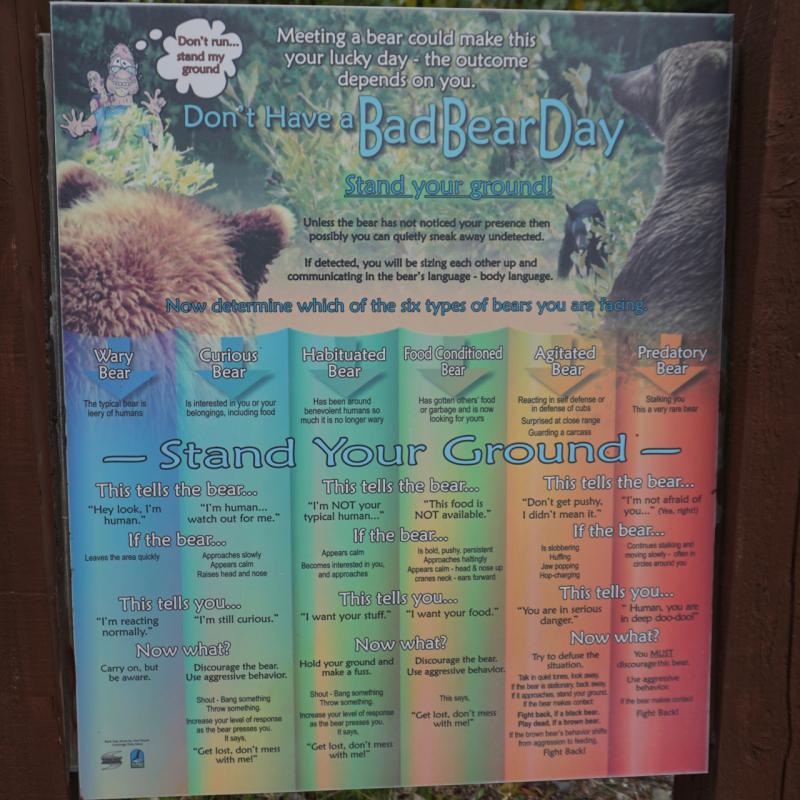 Don't run...
stand my
ground
Meeting a bear could make this
your lucky day - the outcome
depends on you.
Don't Have a BadBearDay
Stand your ground!
Unless the bear has not noticed your presence then
possibly you can quietly sneak away undetected.
If detected, you will be sizing each other up and
communicating in the bear's language - body language.
Now determine which of the six types of bears you are facing.
Wary
Bear
The typical bear is
leery of humans
Curious
Bear
Is interested in you or your
belongings, including food
Habituated
Bear
Has been around
benevolent humans so
much it is no longer wary
Food Conditioned
Bear
Has gotten others' food
or garbage and is now
looking for yours
Agitated
Bear
Reacting in self defense or
in defense of cubs
Surprised at close range
Guarding a carcass
Predatory
Bear
Stalking you
This a very rare bear
— Stand Your Ground —
This tells the bear...
"Hey look, I'm
human."
"I'm human...
watch out for me."
This tells the bear...
"I'm NOT your
typical human..."
"This food is
NOT available."
This tells the bear...
"Don't get pushy,
I didn't mean it."
"I'm not afraid of
you..." (Yea, right!)
If the bear...
Leaves the area quickly
Approaches slowly
Appears calm
Raises head and nose
If the bear...
Appears calm
Becomes interested in you,
and approaches
Is bold, pushy, persistent
Approaches haltingly
Appears calm - head & nose up
cranes neck - ears forward
If the bear...
Is slobbering
Huffing
Jaw popping
Hop-charging
Continues stalking and
moving slowly - often in
circles around you
This tells you...
"I'm reacting
normally."
"I'm still curious."
This tells you...
"I want your stuff."
"I want your food."
This tells you...
"You are in serious
danger."
" Human, you are
in deep doo-doo!"
Now what?
Carry on, but
be aware.
Discourage the bear.
Use aggressive behavior.
Shout - Bang something
Throw something.
Increase your level of response
as the bear presses you.
It says,
"Get lost, don't mess
with me!"
Now what?
Hold your ground and
make a fuss.
Shout - Bang something
Throw something.
Increase your level of response
as the bear presses you.
It says,
"Get lost, don't mess
with me!"
Discourage the bear.
Use aggressive behavior.
This says,
"Get lost, don't mess
with me!"
Now what?
Try to defuse the
situation.
Talk in quiet tones, look away.
If the bear is stationary, back away.
If it approaches, stand your ground.
If the bear makes contact
Fight back, if a black bear.
Play dead, if a brown bear.
If the brown bear's behavior shifts
from aggression to feeding,
Fight Back!
You MUST
discourage this bear.
Use aggressive
behavior.
If the bear makes contact
Fight Back!